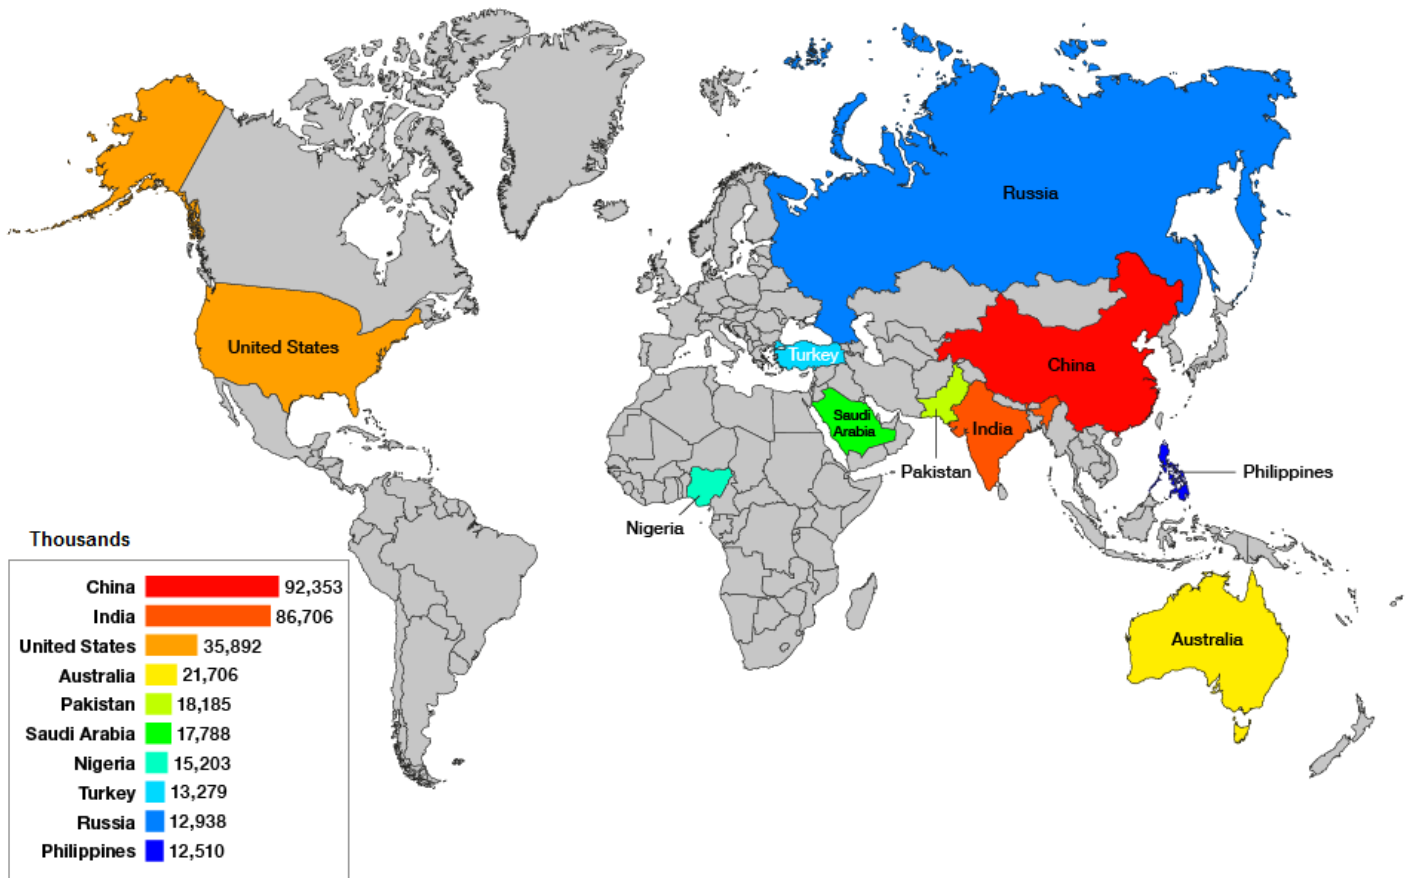 Russia
United States
Turkey
China
Saudi
Arabia
India
Pakistan
Philippines
Nigeria
Australia
Thousands
China 92,353
India 86,706
United States 35,892
Australia 21,706
Pakistan 18,185
Saudi Arabia 17,788
Nigeria 15,203
Turkey 13,279
Russia 12,938
Philippines 12,510